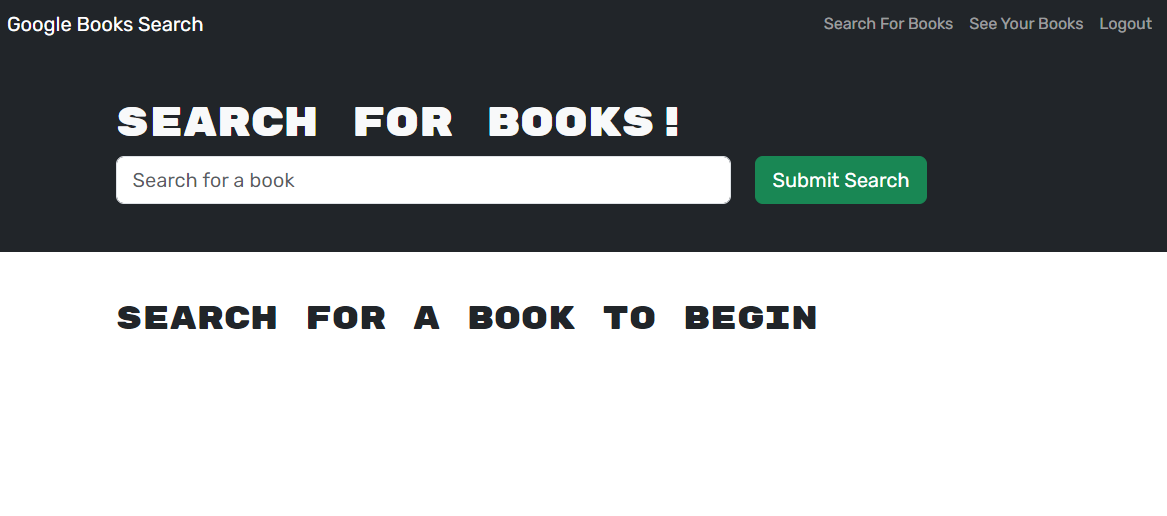 Google Books Search
Search For Books See Your Books Logout
SEARCH FOR BOOKS!
Search for a book
Submit Search
SEARCH FOR A BOOK TO BEGIN